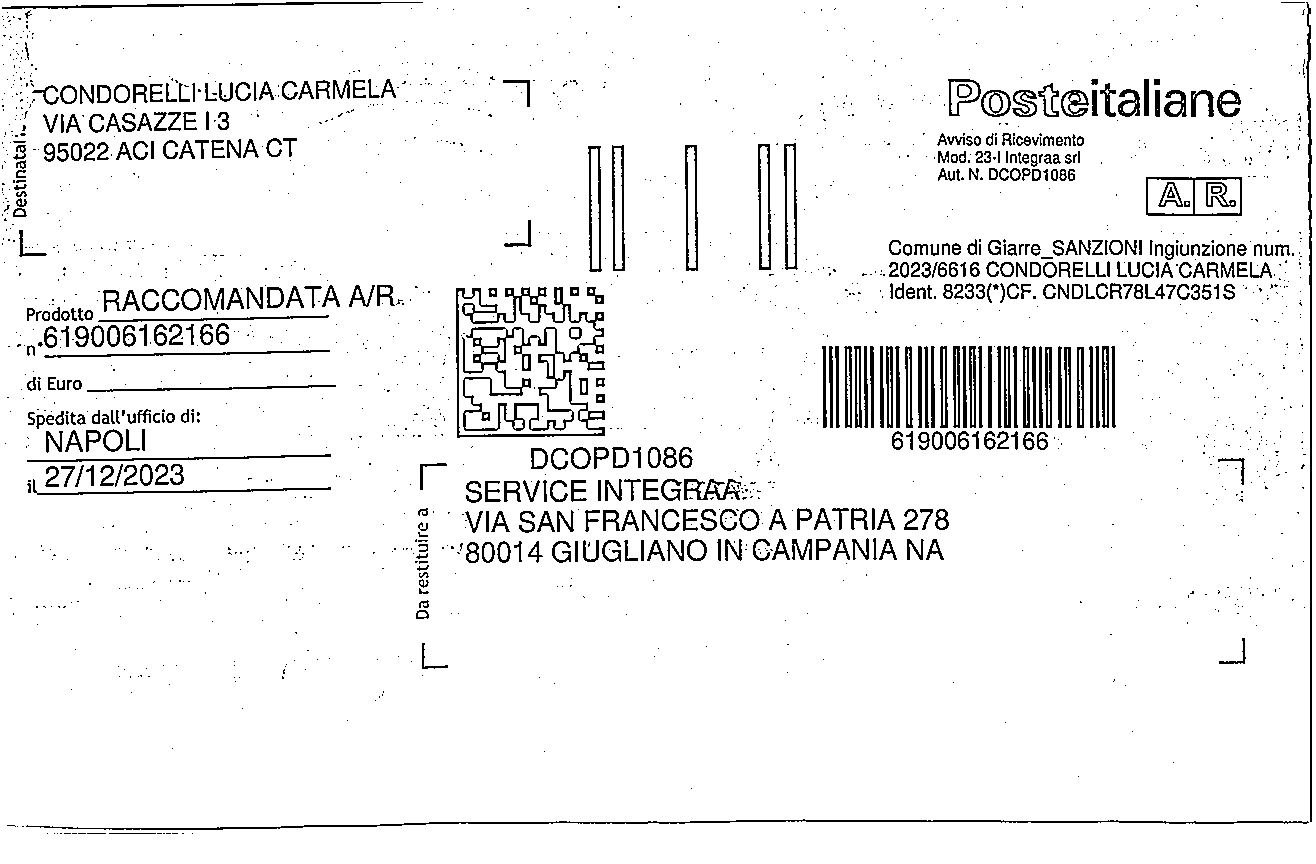 Destinatario
CONDORELLI LUCIA CARMELA
VIA CASAZZE I 3
95022 ACI CATENA CT
Posteitaliane
Avviso di Ricevimento
Mod. 23-I Integraa srl
Aut. N. DCOPD1086
A. R.
Comune di Giarre_SANZIONI Ingiunzione num.
2023/6616 CONDORELLI LUCIA CARMELA
Ident. 8233(*)CF. CNDLCR78L47C351S
Prodotto RACCOMANDATA A/R
n. 619006162166
di Euro
Spedita dall'ufficio di:
NAPOLI
il 27/12/2023
619006162166
Da restituire a
DCOPD1086
SERVICE INTEGRAA
VIA SAN FRANCESCO A PATRIA 278
80014 GIUGLIANO IN CAMPANIA NA